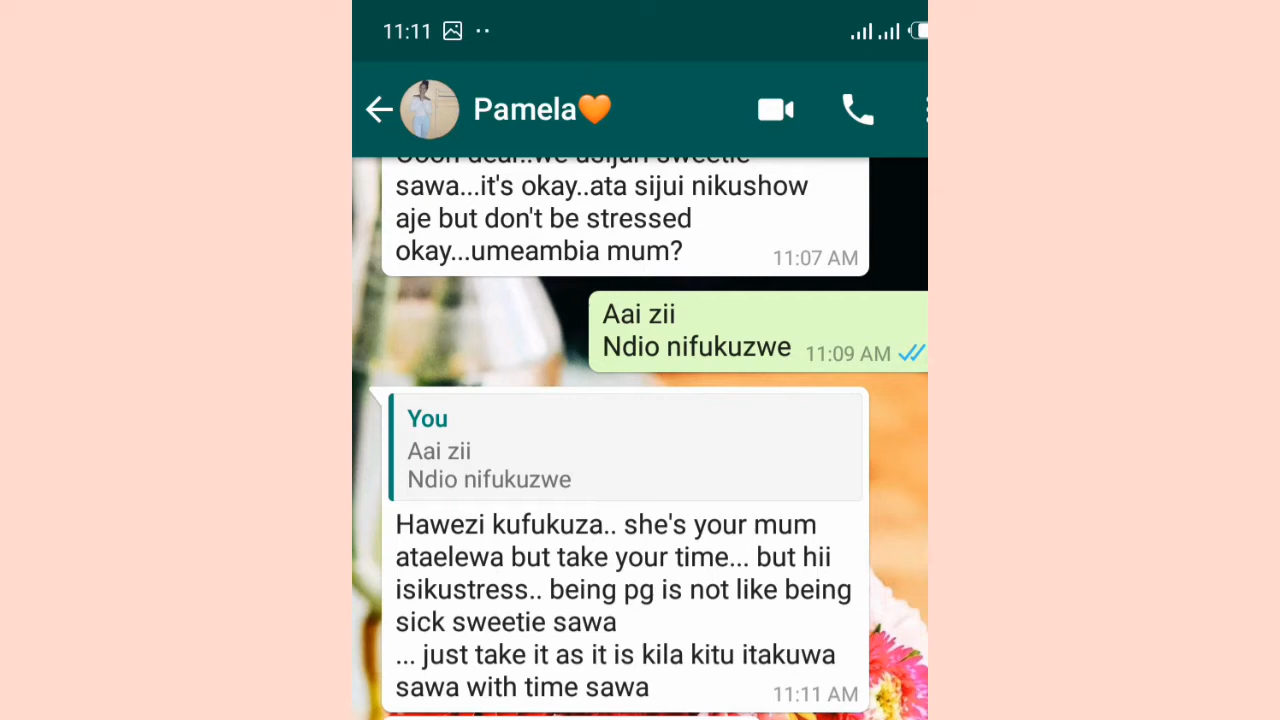 11:11
Pamela🧡
sawa...it's okay..ata sijui nikushow
aje but don't be stressed
okay...umeambia mum?
11:07 AM
Aai zii
Ndio nifukuzwe
11:09 AM
You
Aai zii
Ndio nifukuzwe
Hawezi kufukuza.. she's your mum
ataelewa but take your time... but hii
isikustress.. being pg is not like being
sick sweetie sawa
... just take it as it is kila kitu itakuwa
sawa with time sawa
11:11 AM